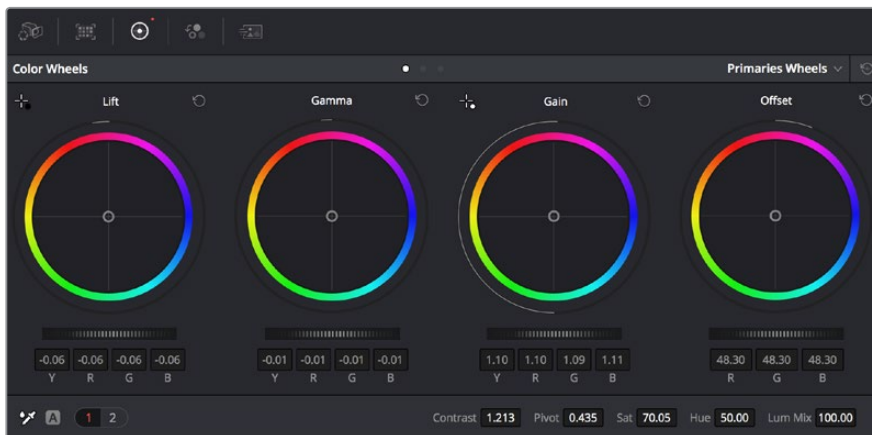 Color Wheels Primaries Wheels
Lift Gamma Gain Offset
-0.06 -0.06 -0.06 -0.06 -0.01 -0.01 -0.01 -0.01 1.10 1.10 1.09 1.11 48.30 48.30 48.30
Y R G B Y R G B Y R G B R G B
A 1 2 Contrast 1.213 Pivot 0.435 Sat 70.05 Hue 50.00 Lum Mix 100.00